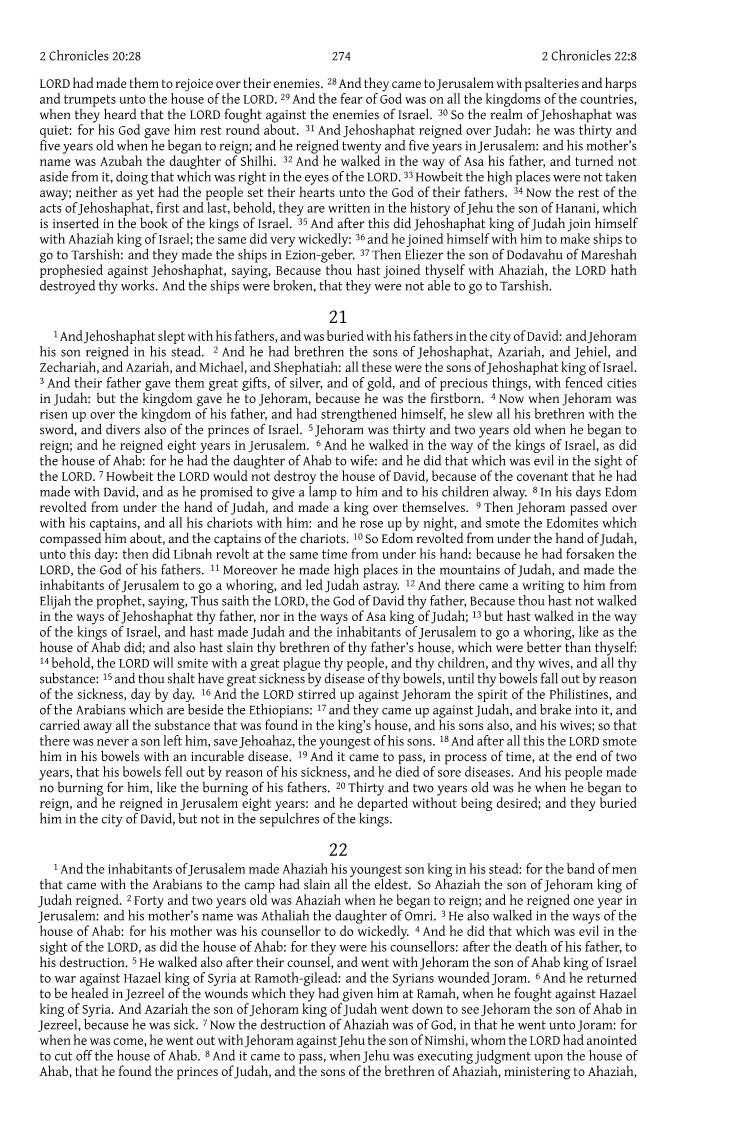 2 Chronicles 20:28 274 2 Chronicles 22:8
LORD had made them to rejoice over their enemies. 28 And they came to Jerusalem with psalteries and harps
and trumpets unto the house of the LORD. 29 And the fear of God was on all the kingdoms of the countries,
when they heard that the LORD fought against the enemies of Israel. 30 So the realm of Jehoshaphat was
quiet: for his God gave him rest round about. 31 And Jehoshaphat reigned over Judah: he was thirty and
five years old when he began to reign; and he reigned twenty and five years in Jerusalem: and his mother's
name was Azubah the daughter of Shilhi. 32 And he walked in the way of Asa his father, and turned not
aside from it, doing that which was right in the eyes of the LORD. 33 Howbeit the high places were not taken
away; neither as yet had the people set their hearts unto the God of their fathers. 34 Now the rest of the
acts of Jehoshaphat, first and last, behold, they are written in the history of Jehu the son of Hanani, which
is inserted in the book of the kings of Israel. 35 And after this did Jehoshaphat king of Judah join himself
with Ahaziah king of Israel; the same did very wickedly: 36 and he joined himself with him to make ships to
go to Tarshish: and they made the ships in Ezion-geber. 37 Then Eliezer the son of Dodavahu of Mareshah
prophesied against Jehoshaphat, saying, Because thou hast joined thyself with Ahaziah, the LORD hath
destroyed thy works. And the ships were broken, that they were not able to go to Tarshish.
21
1 And Jehoshaphat slept with his fathers, and was buried with his fathers in the city of David: and Jehoram
his son reigned in his stead. 2 And he had brethren the sons of Jehoshaphat, Azariah, and Jehiel, and
Zechariah, and Azariah, and Michael, and Shephatiah: all these were the sons of Jehoshaphat king of Israel.
3 And their father gave them great gifts, of silver, and of gold, and of precious things, with fenced cities
in Judah: but the kingdom gave he to Jehoram, because he was the firstborn. 4 Now when Jehoram was
risen up over the kingdom of his father, and had strengthened himself, he slew all his brethren with the
sword, and divers also of the princes of Israel. 5 Jehoram was thirty and two years old when he began to
reign; and he reigned eight years in Jerusalem. 6 And he walked in the way of the kings of Israel, as did
the house of Ahab: for he had the daughter of Ahab to wife: and he did that which was evil in the sight of
the LORD. 7 Howbeit the LORD would not destroy the house of David, because of the covenant that he had
made with David, and as he promised to give a lamp to him and to his children alway. 8 In his days Edom
revolted from under the hand of Judah, and made a king over themselves. 9 Then Jehoram passed over
with his captains, and all his chariots with him: and he rose up by night, and smote the Edomites which
compassed him about, and the captains of the chariots. 10 So Edom revolted from under the hand of Judah,
unto this day: then did Libnah revolt at the same time from under his hand: because he had forsaken the
LORD, the God of his fathers. 11 Moreover he made high places in the mountains of Judah, and made the
inhabitants of Jerusalem to go a whoring, and led Judah astray. 12 And there came a writing to him from
Elijah the prophet, saying, Thus saith the LORD, the God of David thy father, Because thou hast not walked
in the ways of Jehoshaphat thy father, nor in the ways of Asa king of Judah; 13 but hast walked in the way
of the kings of Israel, and hast made Judah and the inhabitants of Jerusalem to go a whoring, like as the
house of Ahab did; and also hast slain thy brethren of thy father's house, which were better than thyself:
14 behold, the LORD will smite with a great plague thy people, and thy children, and thy wives, and all thy
substance: 15 and thou shalt have great sickness by disease of thy bowels, until thy bowels fall out by reason
of the sickness, day by day. 16 And the LORD stirred up against Jehoram the spirit of the Philistines, and
of the Arabians which are beside the Ethiopians: 17 and they came up against Judah, and brake into it, and
carried away all the substance that was found in the king's house, and his sons also, and his wives; so that
there was never a son left him, save Jehoahaz, the youngest of his sons. 18 And after all this the LORD smote
him in his bowels with an incurable disease. 19 And it came to pass, in process of time, at the end of two
years, that his bowels fell out by reason of his sickness, and he died of sore diseases. And his people made
no burning for him, like the burning of his fathers. 20 Thirty and two years old was he when he began to
reign, and he reigned in Jerusalem eight years: and he departed without being desired; and they buried
him in the city of David, but not in the sepulchres of the kings.
22
1 And the inhabitants of Jerusalem made Ahaziah his youngest son king in his stead: for the band of men
that came with the Arabians to the camp had slain all the eldest. So Ahaziah the son of Jehoram king of
Judah reigned. 2 Forty and two years old was Ahaziah when he began to reign; and he reigned one year in
Jerusalem: and his mother's name was Athaliah the daughter of Omri. 3 He also walked in the ways of the
house of Ahab: for his mother was his counsellor to do wickedly. 4 And he did that which was evil in the
sight of the LORD, as did the house of Ahab: for they were his counsellors: after the death of his father, to
his destruction. 5 He walked also after their counsel, and went with Jehoram the son of Ahab king of Israel
to war against Hazael king of Syria at Ramoth-gilead: and the Syrians wounded Joram. 6 And he returned
to be healed in Jezreel of the wounds which they had given him at Ramah, when he fought against Hazael
king of Syria. And Azariah the son of Jehoram king of Judah went down to see Jehoram the son of Ahab in
Jezreel, because he was sick. 7 Now the destruction of Ahaziah was of God, in that he went unto Joram: for
when he was come, he went out with Jehoram against Jehu the son of Nimshi, whom the LORD had anointed
to cut off the house of Ahab. 8 And it came to pass, when Jehu was executing judgment upon the house of
Ahab, that he found the princes of Judah, and the sons of the brethren of Ahaziah, ministering to Ahaziah,